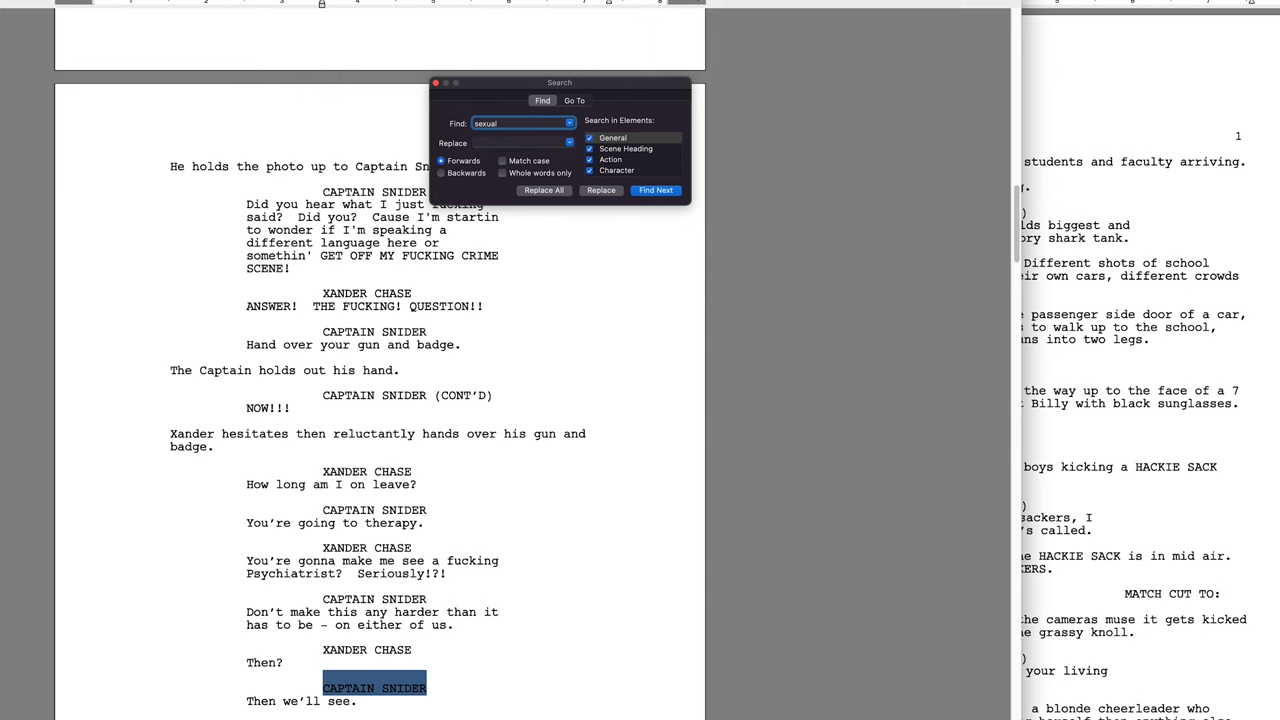 Search
Find
Go To
Find:
sexual
Search in Elements:
Replace
General
Scene Heading
Action
Character
Forwards
Backwards
Match case
Whole words only
Replace All
Replace
Find Next
He holds the photo up to Captain
CAPTAIN SNIDER
Did you hear what I just fucking
said? Did you? Cause I'm startin
to wonder if I'm speaking a
different language here or
somethin' GET OFF MY FUCKING CRIME
SCENE!
XANDER CHASE
ANSWER! THE FUCKING! QUESTION!!
CAPTAIN SNIDER
Hand over your gun and badge.
The Captain holds out his hand.
CAPTAIN SNIDER (CONT'D)
NOW!!!
Xander hesitates then reluctantly hands over his gun and
badge.
XANDER CHASE
How long am I on leave?
CAPTAIN SNIDER
You're going to therapy.
XANDER CHASE
You're gonna make me see a fucking
Psychiatrist? Seriously!?!
CAPTAIN SNIDER
Don't make this any harder than it
has to be – on either of us.
XANDER CHASE
Then?
CAPTAIN SNIDER
Then we'll see.
1
students and faculty arriving.
biggest and
shark tank.
Different shots of school
own cars, different crowds
passenger side door of a car,
to walk up to the school,
into two legs.
the way up to the face of a 7
Billy with black sunglasses.
boys kicking a HACKIE SACK
sackers, I
called.
HACKIE SACK is in mid air.
MATCH CUT TO:
the cameras muse it gets kicked
grassy knoll.
your living
a blonde cheerleader who
himself then anything else